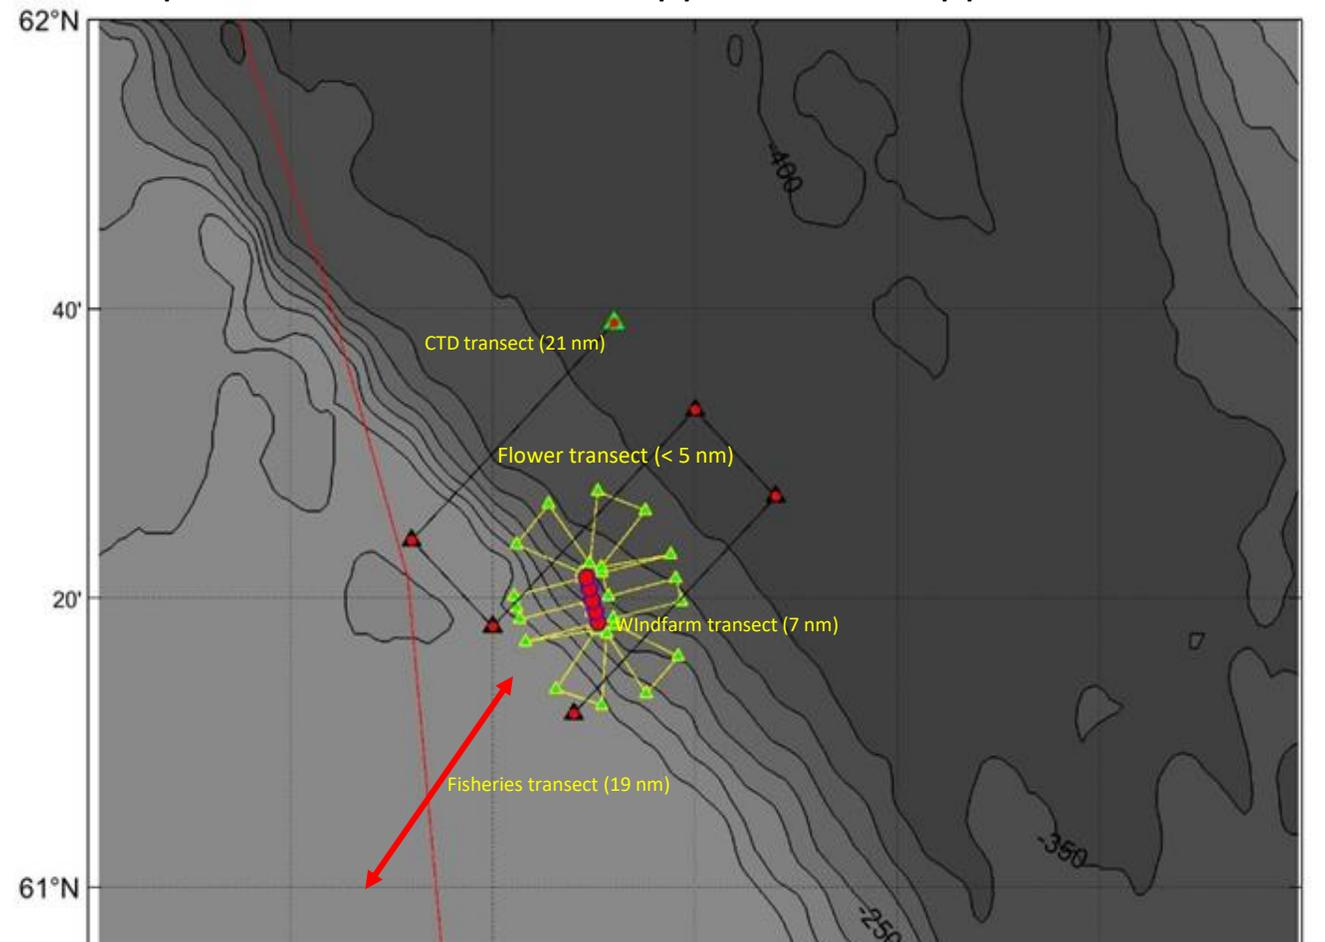 62°N
-400
40'
CTD transect (21 nm)
Flower transect (< 5 nm)
20'
WIndfarm transect (7 nm)
Fisheries transect (19 nm)
-350
61°N
-250